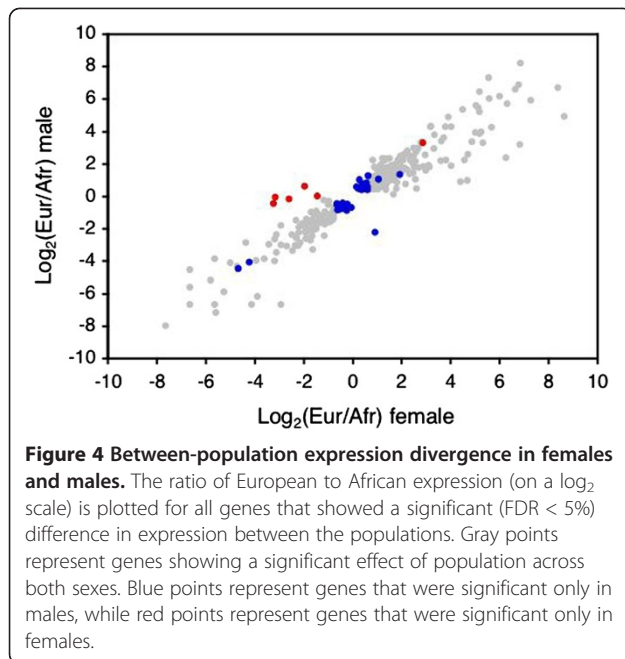 10
8
6
4
2
0
-2
-4
-6
-8
-10
Log2(Eur/Afr) male
-10 -8 -6 -4 -2 0 2 4 6 8 10
Log2(Eur/Afr) female
Figure 4 Between-population expression divergence in females
and males. The ratio of European to African expression (on a log2
scale) is plotted for all genes that showed a significant (FDR < 5%)
difference in expression between the populations. Gray points
represent genes showing a significant effect of population across
both sexes. Blue points represent genes that were significant only in
males, while red points represent genes that were significant only in
females.